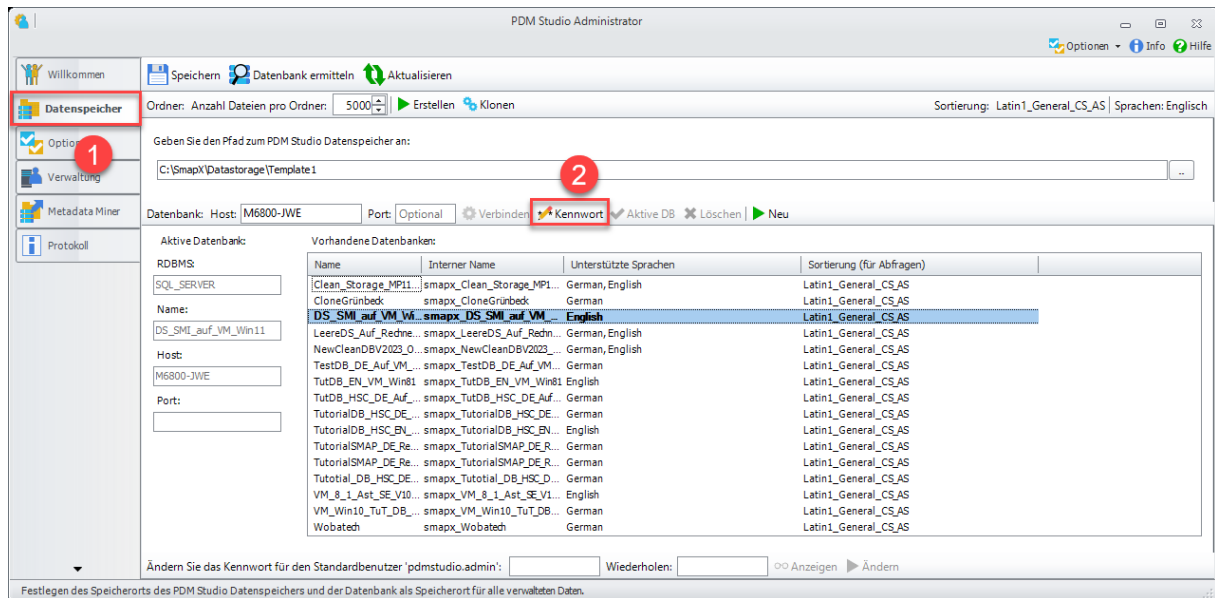 PDM Studio Administrator
Optionen Info Hilfe
Willkommen
Speichern Datenbank ermitteln Aktualisieren
Datenspeicher
Ordner: Anzahl Dateien pro Ordner: 5000 Erstellen Klonen Sortierung: Latin1_General_CS_AS Sprachen: Englisch
Option
1
Geben Sie den Pfad zum PDM Studio Datenspeicher an:
C:\SmapX\Datastorage\Template1 ..
Verwaltung
2
Metadata Miner
Datenbank: Host: M6800-JWE Port: Optional Verbinden Kennwort Aktive DB Löschen Neu
Protokoll
Aktive Datenbank:
RDBMS:
SQL_SERVER
Name:
DS_SMI_auf_VM_Win11
Host:
M6800-JWE
Port:
Vorhandene Datenbanken:
Name Interner Name Unterstützte Sprachen Sortierung (für Abfragen)
Clean_Storage_MP11... smapx_Clean_Storage_MP1... German, English Latin1_General_CS_AS
CloneGrünbeck smapx_CloneGrünbeck German Latin1_General_CS_AS
DS_SMI_auf_VM_Wi... smapx_DS_SMI_auf_VM_... English Latin1_General_CS_AS
LeereDS_Auf_Rechne... smapx_LeereDS_Auf_Rechn... German, English Latin1_General_CS_AS
NewCleanDBV2023_O... smapx_NewCleanDBV2023_... German, English Latin1_General_CS_AS
TestDB_DE_Auf_VM_... smapx_TestDB_DE_Auf_VM... German Latin1_General_CS_AS
TutDB_EN_VM_Win81 smapx_TutDB_EN_VM_Win81 English Latin1_General_CS_AS
TutDB_HSC_DE_Auf_... smapx_TutDB_HSC_DE_Auf... German Latin1_General_CS_AS
TutorialDB_HSC_DE_... smapx_TutorialDB_HSC_DE... German Latin1_General_CS_AS
TutorialDB_HSC_EN_... smapx_TutorialDB_HSC_EN... English Latin1_General_CS_AS
TutorialSMAP_DE_Re... smapx_TutorialSMAP_DE_R... German Latin1_General_CS_AS
TutorialSMAP_DE_Re... smapx_TutorialSMAP_DE_R... German Latin1_General_CS_AS
Tutotial_DB_HSC_DE... smapx_Tutotial_DB_HSC_D... German Latin1_General_CS_AS
VM_8_1_Ast_SE_V10... smapx_VM_8_1_Ast_SE_V1... English Latin1_General_CS_AS
VM_Win10_TuT_DB_... smapx_VM_Win10_TuT_DB... German Latin1_General_CS_AS
Wobatech smapx_Wobatech German Latin1_General_CS_AS
Ändern Sie das Kennwort für den Standardbenutzer 'pdmstudio.admin': Wiederholen: Anzeigen Ändern
Festlegen des Speicherorts des PDM Studio Datenspeichers und der Datenbank als Speicherort für alle verwalteten Daten.